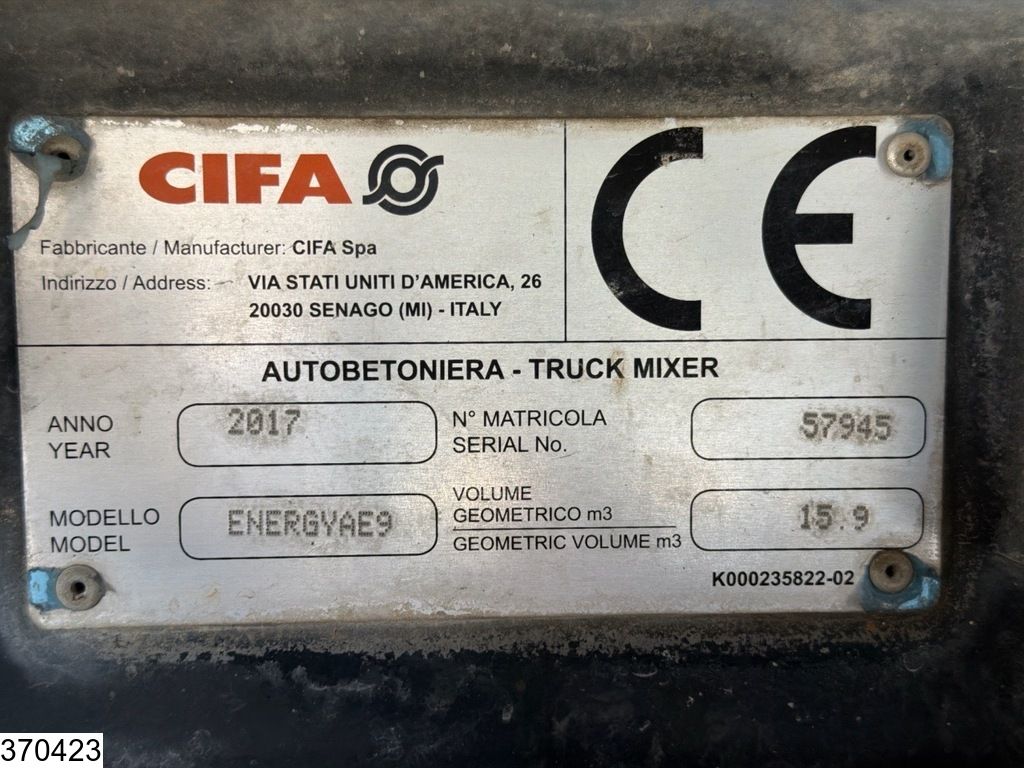 CIFA
CE
Fabbricante / Manufacturer: CIFA Spa
Indirizzo / Address: VIA STATI UNITI D'AMERICA, 26
20030 SENAGO (MI) - ITALY
AUTOBETONIERA - TRUCK MIXER
ANNO
YEAR
2017
N° MATRICOLA
SERIAL No.
57945
MODELLO
MODEL
ENERGYAE9
VOLUME
GEOMETRICO m3
GEOMETRIC VOLUME m3
15.9
K000235822-02
370423